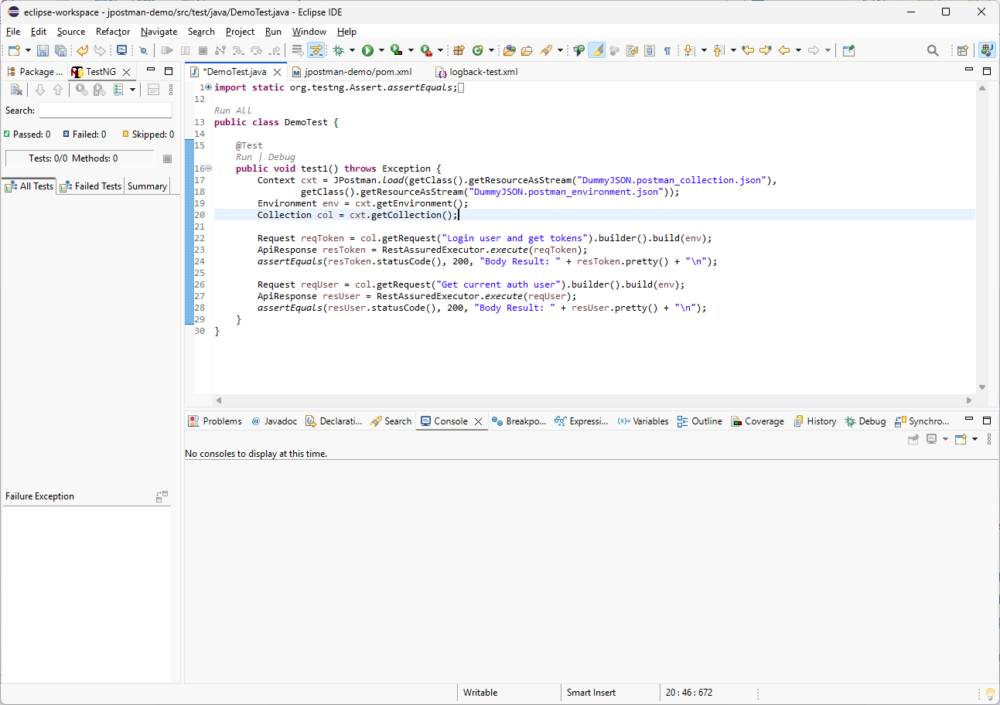 eclipse-workspace - jpostman-demo/src/test/java/DemoTest.java - Eclipse IDE
File Edit Source Refactor Navigate Search Project Run Window Help
Package ... TestNG
*DemoTest.java jpostman-demo/pom.xml logback-test.xml
Search:
Passed: 0 Failed: 0 Skipped: 0
Tests: 0/0 Methods: 0
All Tests Failed Tests Summary
Failure Exception
1 import static org.testng.Assert.assertEquals;
12
Run All
13 public class DemoTest {
14
15 @Test
Run | Debug
16 public void test1() throws Exception {
17 Context cxt = JPostman.load(getClass().getResourceAsStream("DummyJSON.postman_collection.json"),
18 getClass().getResourceAsStream("DummyJSON.postman_environment.json"));
19 Environment env = cxt.getEnvironment();
20 Collection col = cxt.getCollection();
21
22 Request reqToken = col.getRequest("Login user and get tokens").builder().build(env);
23 ApiResponse resToken = RestAssuredExecutor.execute(reqToken);
24 assertEquals(resToken.statusCode(), 200, "Body Result: " + resToken.pretty() + "\n");
25
26 Request reqUser = col.getRequest("Get current auth user").builder().build(env);
27 ApiResponse resUser = RestAssuredExecutor.execute(reqUser);
28 assertEquals(resUser.statusCode(), 200, "Body Result: " + resUser.pretty() + "\n");
29 }
30 }
Problems @ Javadoc Declarati... Search Console Breakpo... Expressi... (x)= Variables Outline Coverage History Debug Synchro...
No consoles to display at this time.
Writable Smart Insert 20 : 46 : 672